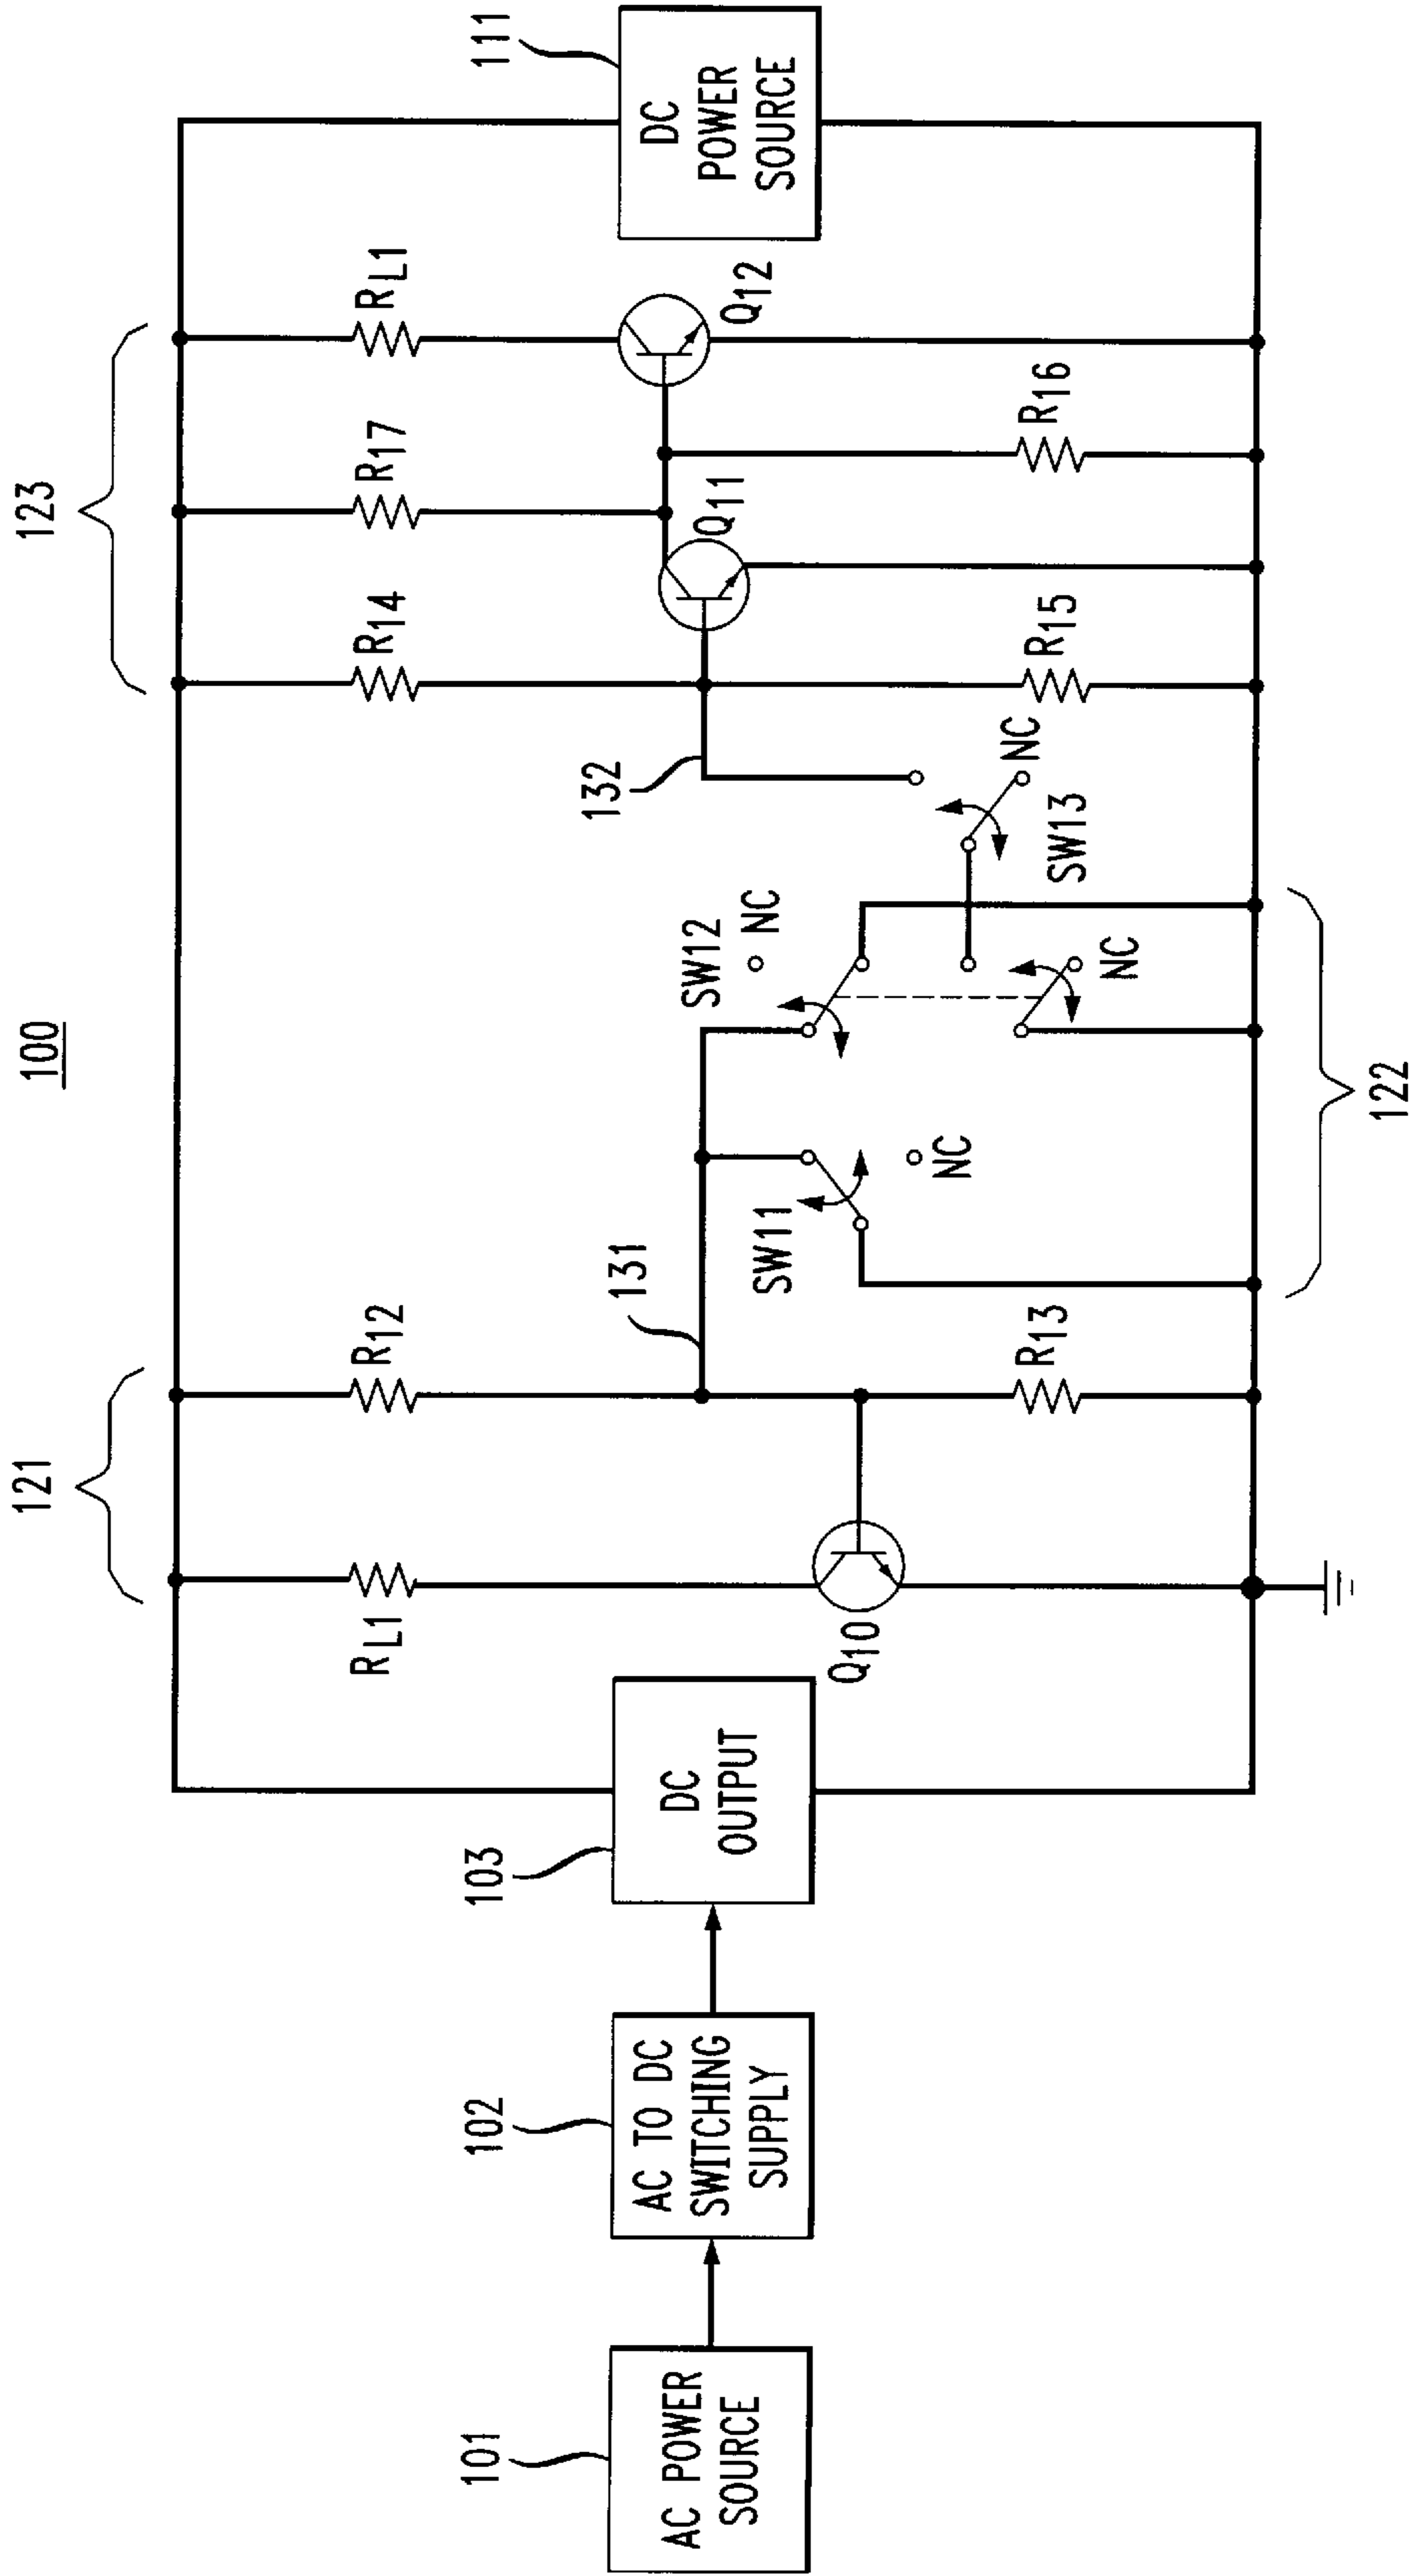 100
121
123
R12
R14
R17
RL1
RL1
131
132
111
DC
POWER
SOURCE
Q12
Q11
SW12
NC
SW11
NC
NC
SW13
NC
R13
R15
R16
Q10
101
AC POWER
SOURCE
102
AC TO DC
SWITCHING
SUPPLY
103
DC
OUTPUT
122